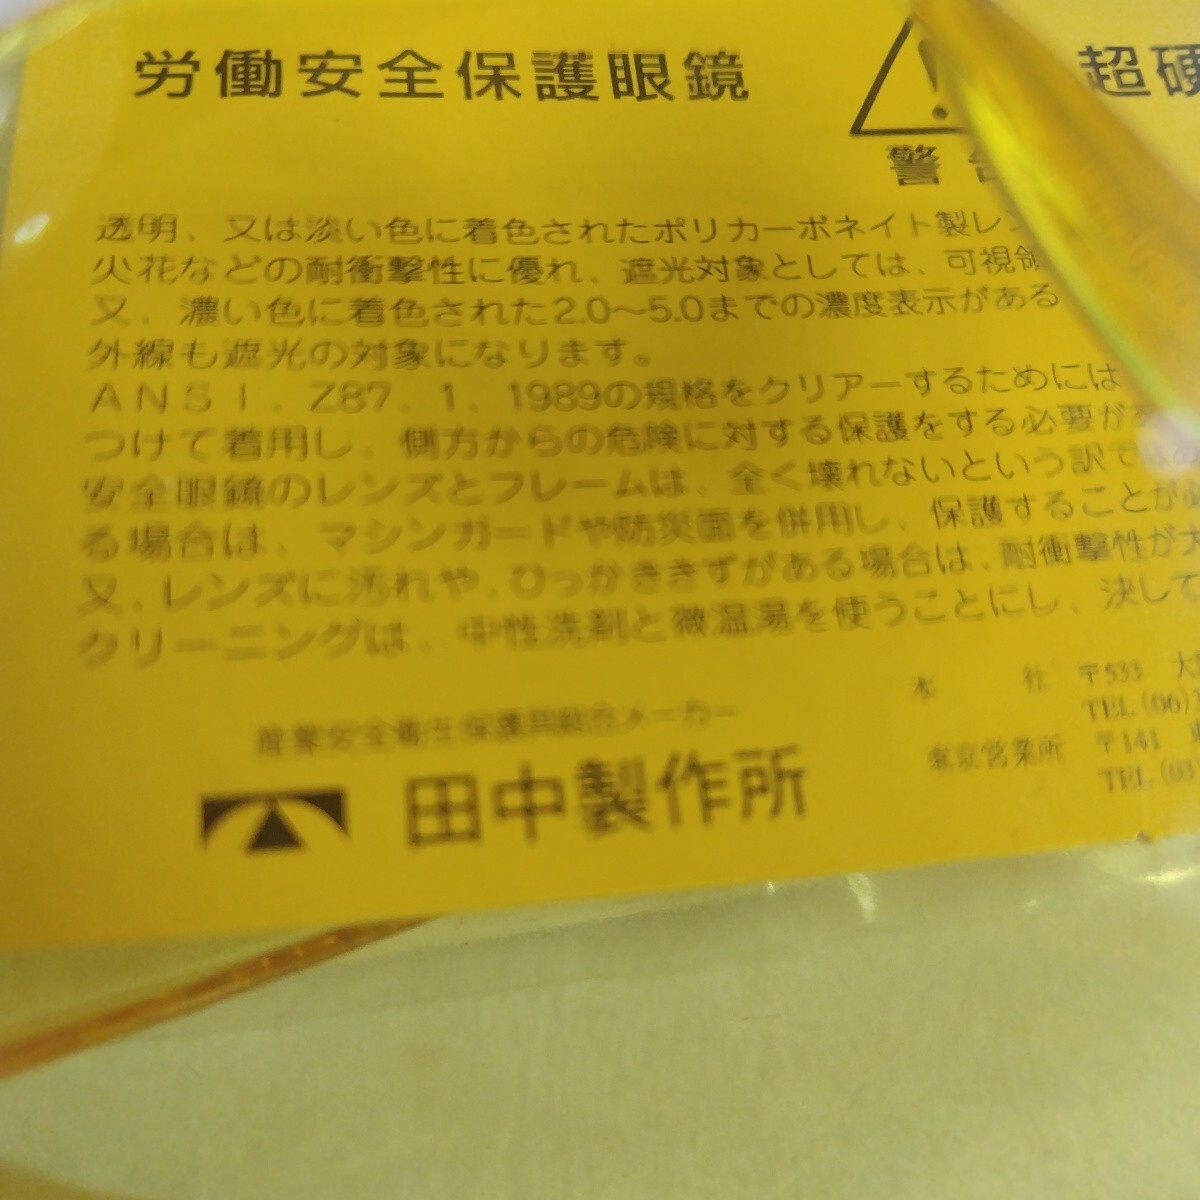 労働安全保護眼鏡
超硬
警告
透明、又は淡い色に着色されたポリカーボネイト製レン
火花などの耐衝撃性に優れ、遮光対象としては、可視領
又、濃い色に着色された2.0〜5.0までの濃度表示がある
外線も遮光の対象になります。
ANSI.Z87.1.1989の規格をクリアーするためには
つけて着用し、側方からの危険に対する保護をする必要があ
安全眼鏡のレンズとフレームは、全く壊れないという訳ではあ
る場合は、マシンガードや防災面を併用し、保護することが必
又、レンズに汚れや、ひっかききずがある場合は、耐衝撃性が大
クリーニングは、中性洗剤と微温湯を使うことにし、決して
産業安全衛生保護具総合メーカー
田中製作所
本 社 〒533 大
TEL(06)
東京営業所 〒141
TEL(03)